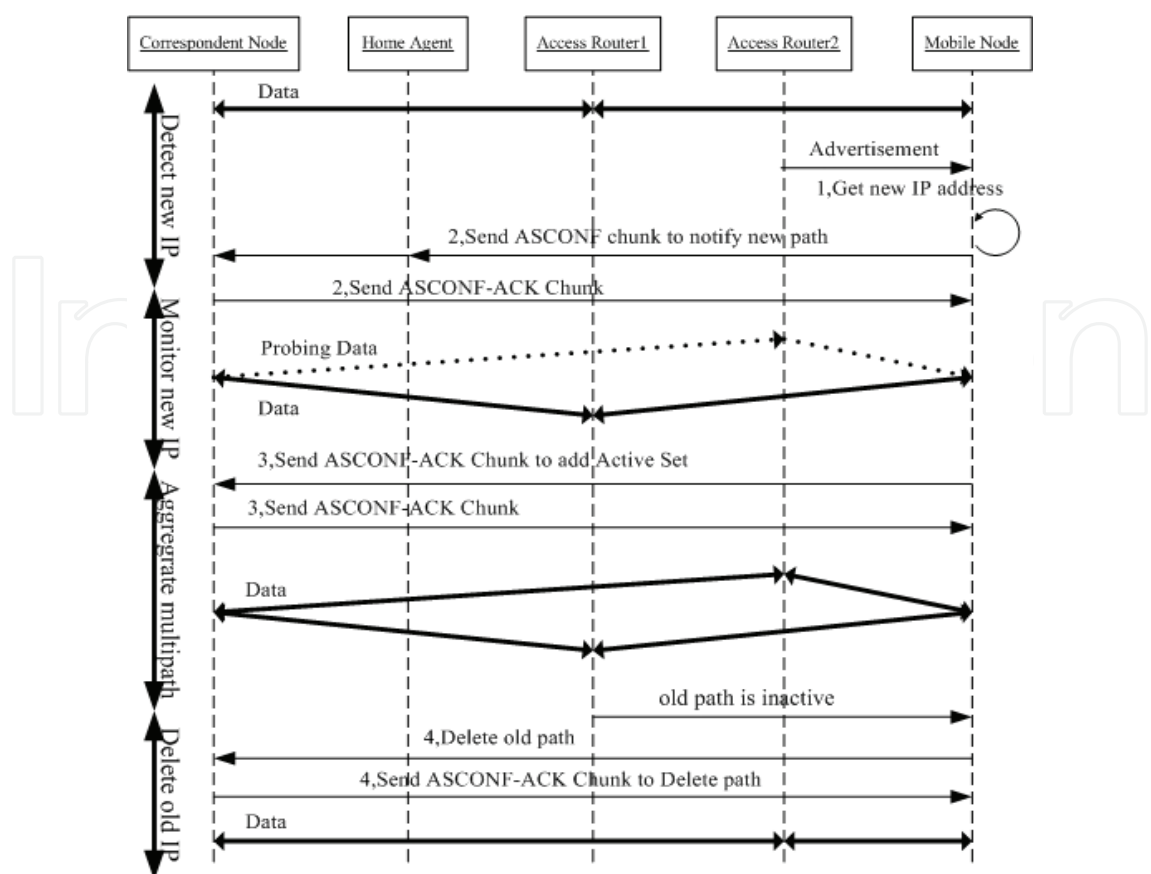 Correspondent Node
Home Agent
Access Router1
Access Router2
Mobile Node
Detect new IP
Data
Advertisement
1,Get new IP address
2,Send ASCONF chunk to notify new path
2,Send ASCONF-ACK Chunk
Monitor new IP
Probing Data
Data
3,Send ASCONF-ACK Chunk to add Active Set
Aggregrate multipath
3,Send ASCONF-ACK Chunk
Data
old path is inactive
Delete old IP
4,Delete old path
4,Send ASCONF-ACK Chunk to Delete path
Data